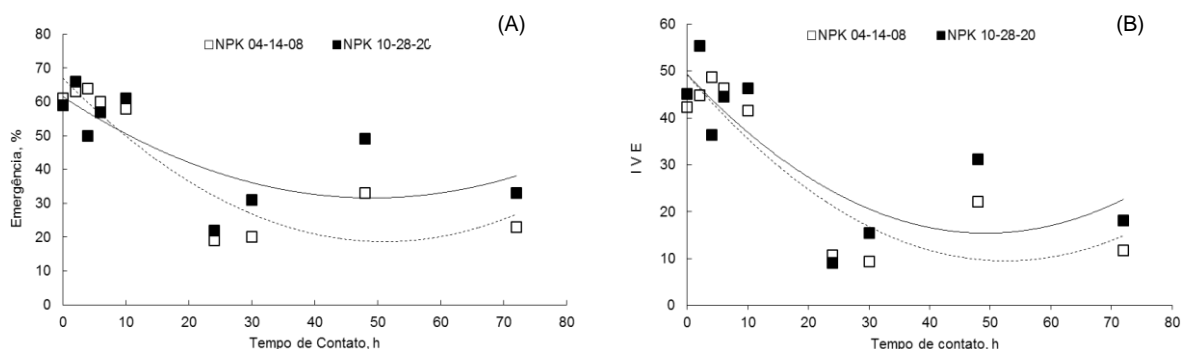 (A)
□NPK 04-14-08 ■NPK 10-28-20
80
70
60
50
40
30
20
10
0
Emergência, %
0 10 20 30 40 50 60 70 80
Tempo de Contato, h
(B)
□NPK 04-14-08 ■NPK 10-28-20
60
50
40
30
20
10
0
I V E
0 10 20 30 40 50 60 70 80
Tempo de contato, h